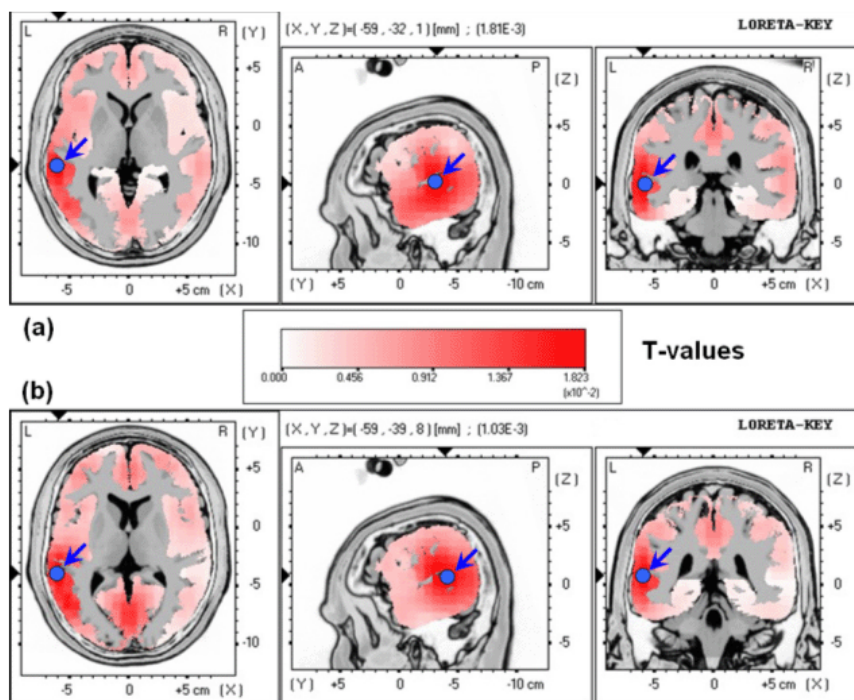 L R (Y) (X,Y,Z)=(-59,-32,1)[mm] ; (1.81E-3) LORETA-KEY
A P (Z) L R (Z)
+5 +5 +5
0 0 0
-5 -5 -5
-10
-5 0 +5 cm (X) (Y) +5 0 -5 -10 cm -5 0 +5 cm (X)
(a)
T-values
0.000 0.456 0.912 1.367 1.823
(x10^-2)
(b)
L R (Y) (X,Y,Z)=(-59,-39,8)[mm] ; (1.03E-3) LORETA-KEY
A P (Z) L R (Z)
+5 +5 +5
0 0 0
-5 -5 -5
-10
-5 0 +5 cm (X) (Y) +5 0 -5 -10 cm -5 0 +5 cm (X)